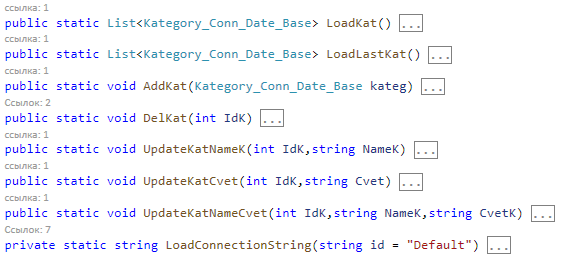 ссылка: 1
public static List<Kategory_Conn_Date_Base> LoadKat() ...
ссылка: 1
public static List<Kategory_Conn_Date_Base> LoadLastKat() ...
ссылка: 1
public static void AddKat(Kategory_Conn_Date_Base kateg) ...
Ссылок: 2
public static void DelKat(int IdK) ...
ссылка: 1
public static void UpdateKatNameK(int IdK,string NameK) ...
ссылка: 1
public static void UpdateKatCvet(int IdK,string Cvet) ...
ссылка: 1
public static void UpdateKatNameCvet(int IdK,string NameK,string CvetK) ...
Ссылок: 7
private static string LoadConnectionString(string id = "Default") ...